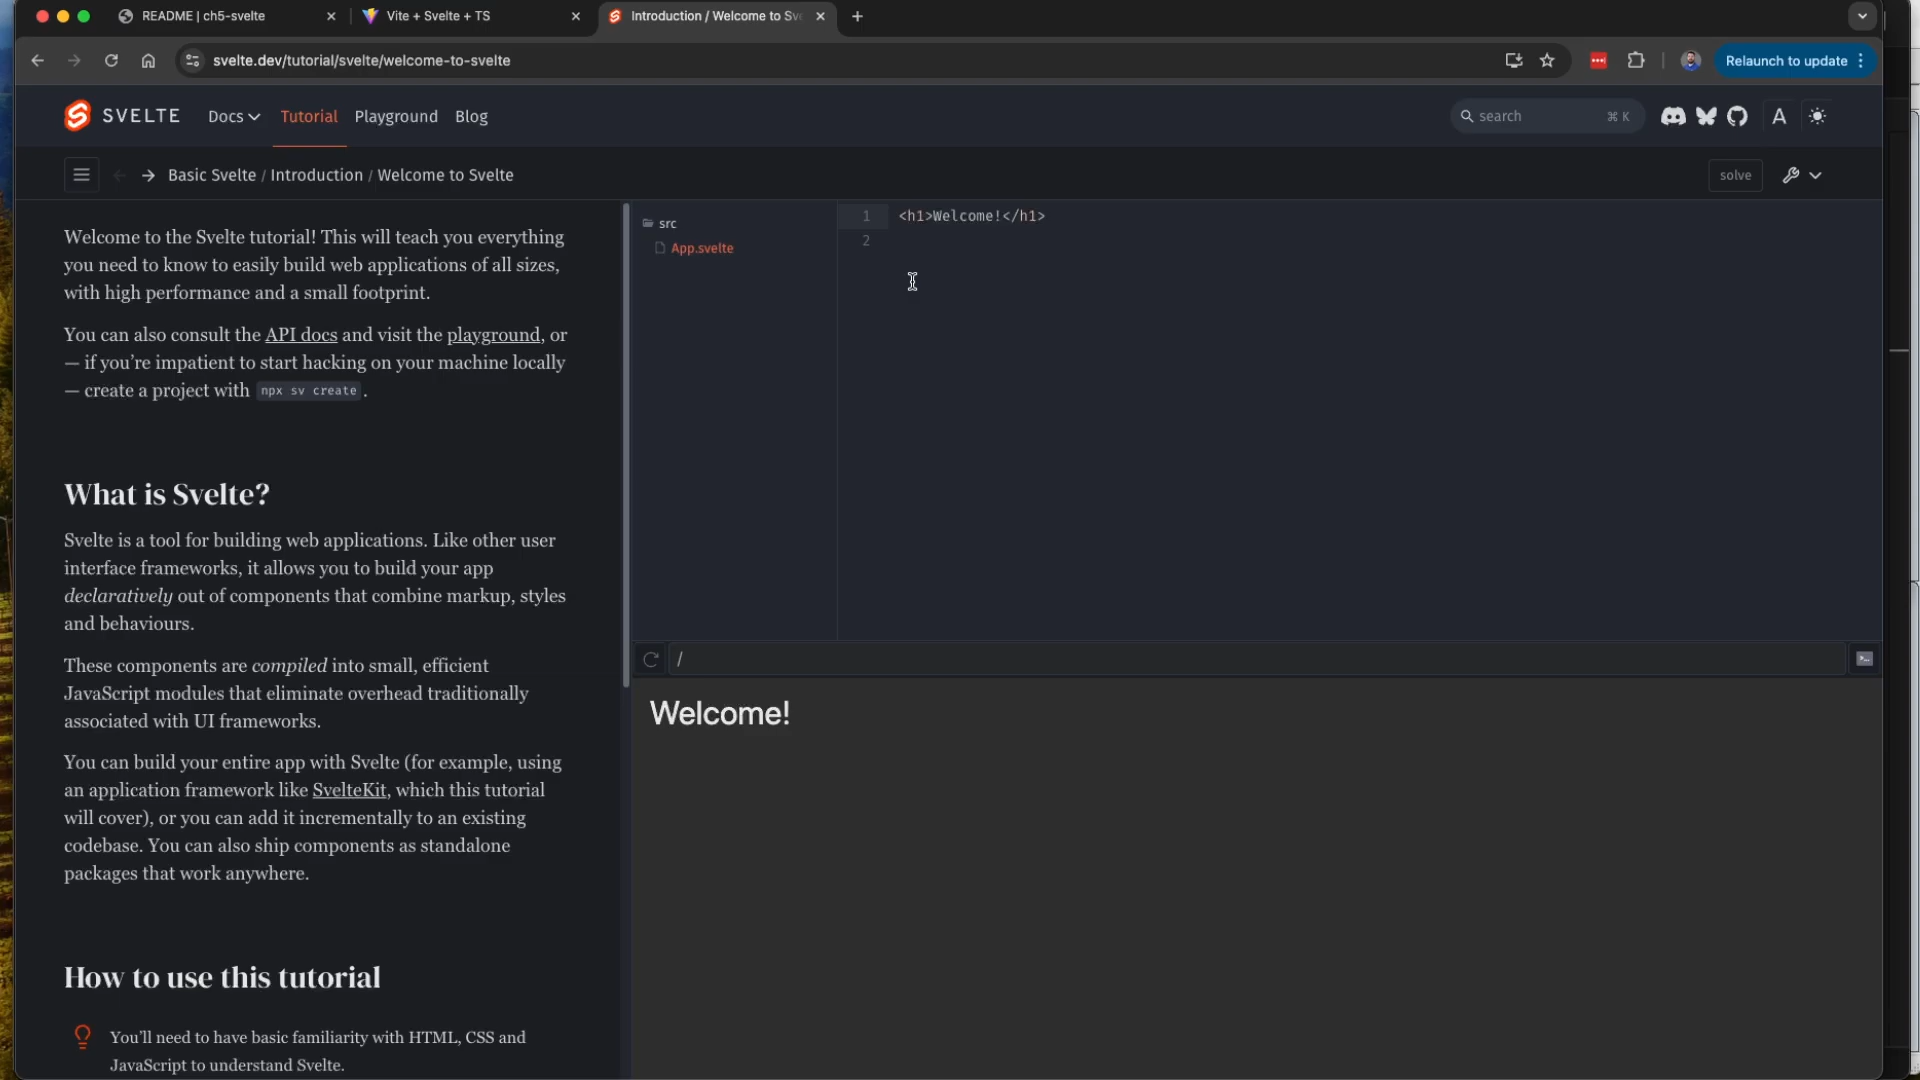 README | ch5-svelte
Vite + Svelte + TS
Introduction / Welcome to Sv
svelte.dev/tutorial/svelte/welcome-to-svelte
Relaunch to update
SVELTE
Docs
Tutorial
Playground
Blog
search
⌘ K
A
Basic Svelte / Introduction / Welcome to Svelte
solve
Welcome to the Svelte tutorial! This will teach you everything
you need to know to easily build web applications of all sizes,
with high performance and a small footprint.
You can also consult the API docs and visit the playground, or
— if you’re impatient to start hacking on your machine locally
— create a project with npx sv create.
What is Svelte?
Svelte is a tool for building web applications. Like other user
interface frameworks, it allows you to build your app
declaratively out of components that combine markup, styles
and behaviours.
These components are compiled into small, efficient
JavaScript modules that eliminate overhead traditionally
associated with UI frameworks.
You can build your entire app with Svelte (for example, using
an application framework like SvelteKit, which this tutorial
will cover), or you can add it incrementally to an existing
codebase. You can also ship components as standalone
packages that work anywhere.
How to use this tutorial
You’ll need to have basic familiarity with HTML, CSS and
JavaScript to understand Svelte.
src
App.svelte
1 <h1>Welcome!</h1>
2
/
Welcome!